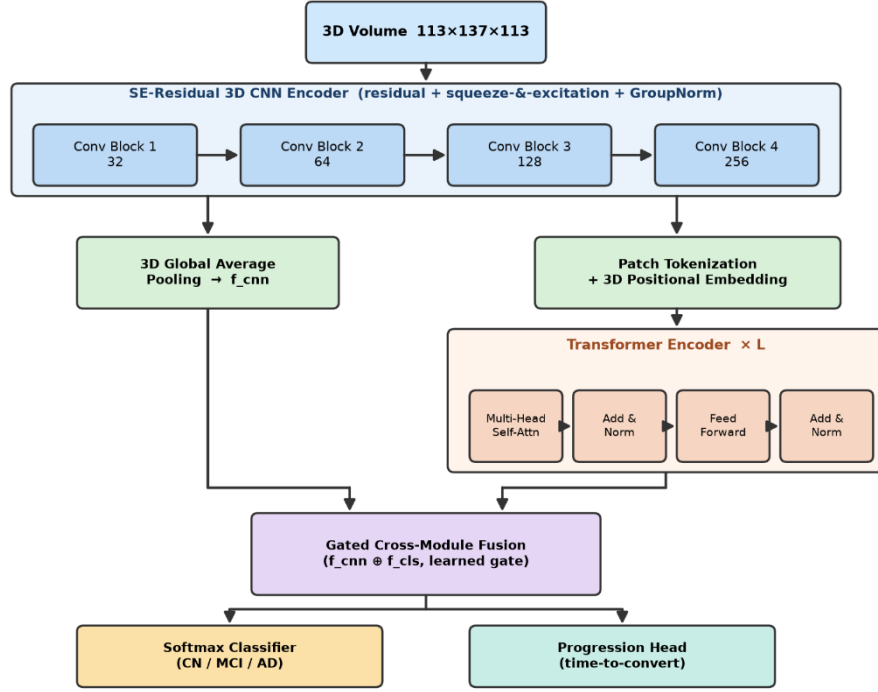 3D Volume 113×137×113
SE-Residual 3D CNN Encoder (residual + squeeze-&-excitation + GroupNorm)
Conv Block 1
32
Conv Block 2
64
Conv Block 3
128
Conv Block 4
256
3D Global Average
Pooling → f_cnn
Patch Tokenization
+ 3D Positional Embedding
Transformer Encoder × L
Multi-Head
Self-Attn
Add &
Norm
Feed
Forward
Add &
Norm
Gated Cross-Module Fusion
(f_cnn ⊕ f_cls, learned gate)
Softmax Classifier
(CN / MCI / AD)
Progression Head
(time-to-convert)